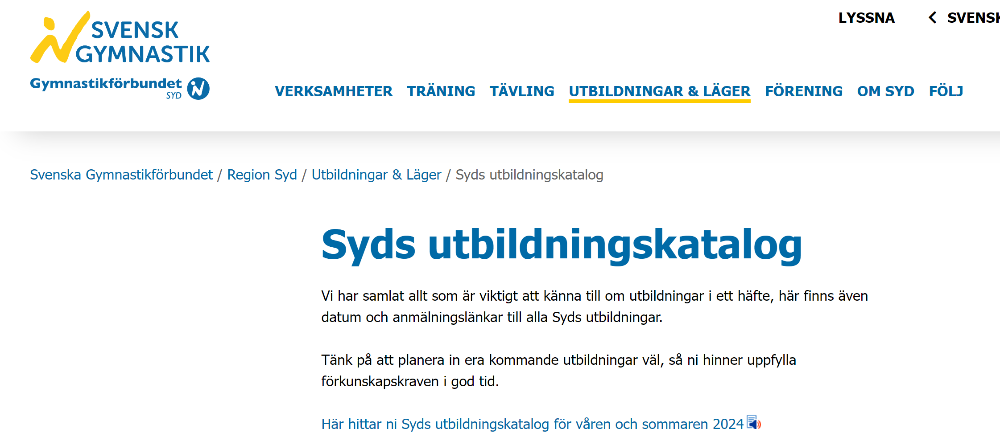 SVENSK
GYMNASTIK
Gymnastikförbundet
SYD
LYSSNA
SVENSK
VERKSAMHETER TRÄNING TÄVLING UTBILDNINGAR & LÄGER FÖRENING OM SYD FÖLJ
Svenska Gymnastikförbundet / Region Syd / Utbildningar & Läger / Syds utbildningskatalog
Syds utbildningskatalog
Vi har samlat allt som är viktigt att känna till om utbildningar i ett häfte, här finns även
datum och anmälningslänkar till alla Syds utbildningar.
Tänk på att planera in era kommande utbildningar väl, så ni hinner uppfylla
förkunskapskraven i god tid.
Här hittar ni Syds utbildningskatalog för våren och sommaren 2024